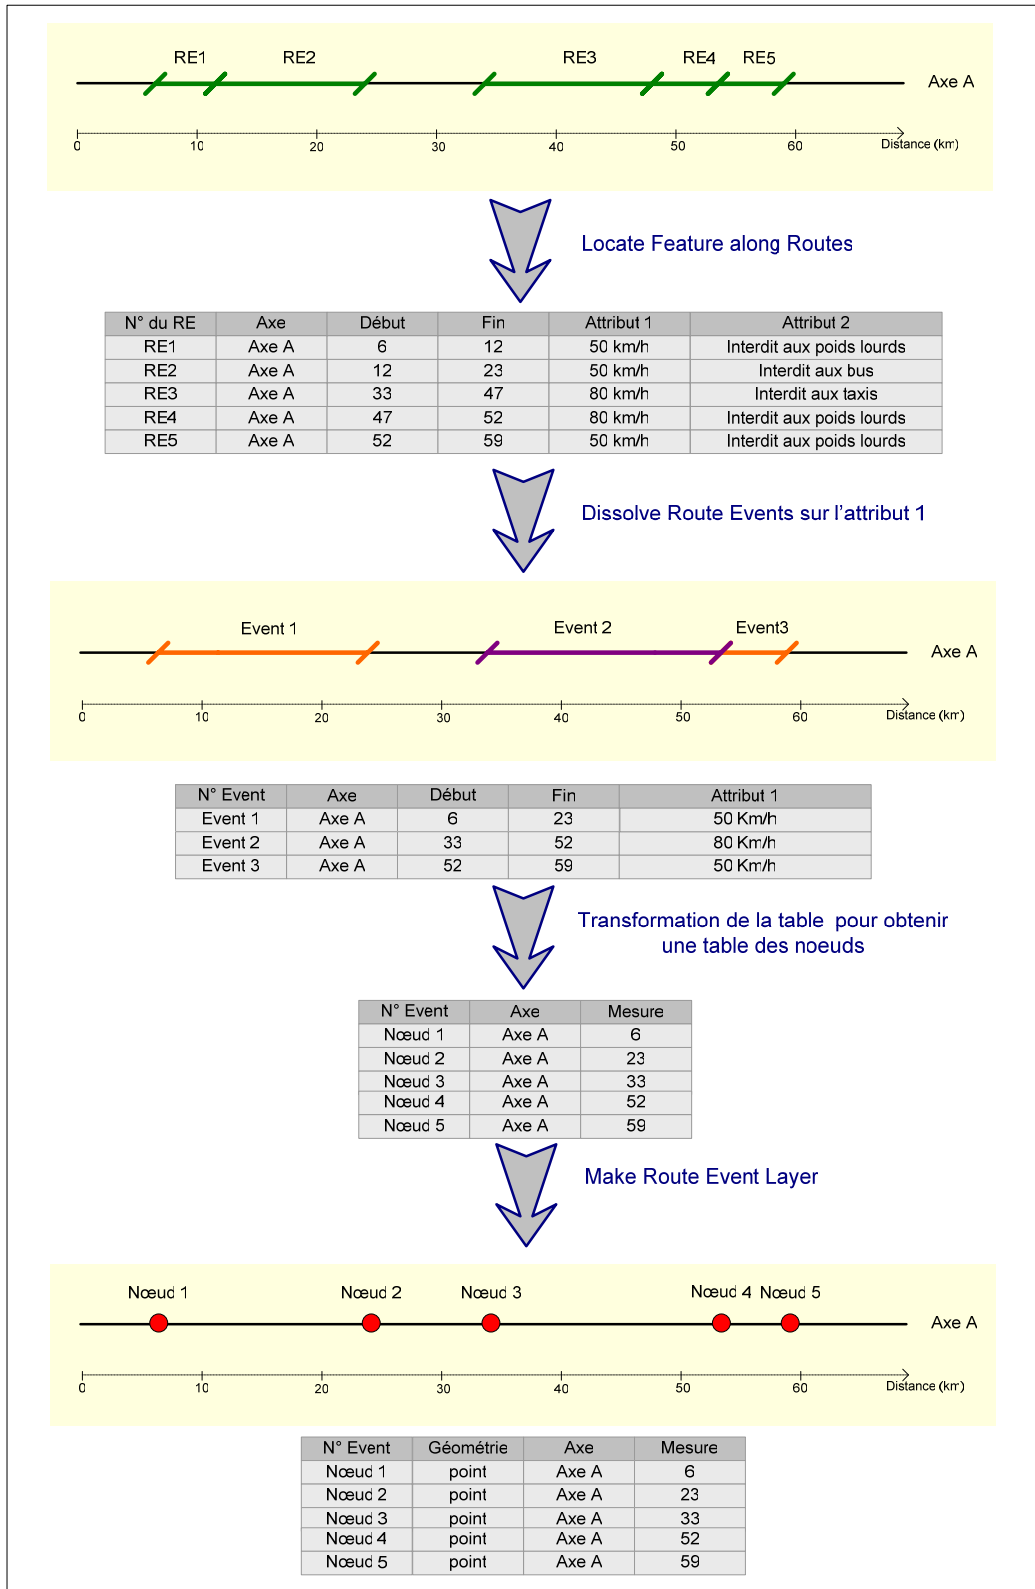 RE1 RE2 RE3 RE4 RE5
Axe A
0 10 20 30 40 50 60 Distance (km)
Locate Feature along Routes
N° du RE Axe Début Fin Attribut 1 Attribut 2
RE1 Axe A 6 12 50 km/h Interdit aux poids lourds
RE2 Axe A 12 23 50 km/h Interdit aux bus
RE3 Axe A 33 47 80 km/h Interdit aux taxis
RE4 Axe A 47 52 80 km/h Interdit aux poids lourds
RE5 Axe A 52 59 50 km/h Interdit aux poids lourds
Dissolve Route Events sur l'attribut 1
Event 1 Event 2 Event3
Axe A
0 10 20 30 40 50 60 Distance (km)
N° Event Axe Début Fin Attribut 1
Event 1 Axe A 6 23 50 Km/h
Event 2 Axe A 33 52 80 Km/h
Event 3 Axe A 52 59 50 Km/h
Transformation de la table pour obtenir
une table des noeuds
N° Event Axe Mesure
Nœud 1 Axe A 6
Nœud 2 Axe A 23
Nœud 3 Axe A 33
Nœud 4 Axe A 52
Nœud 5 Axe A 59
Make Route Event Layer
Nœud 1 Nœud 2 Nœud 3 Nœud 4 Nœud 5
Axe A
0 10 20 30 40 50 60 Distance (km)
N° Event Géométrie Axe Mesure
Nœud 1 point Axe A 6
Nœud 2 point Axe A 23
Nœud 3 point Axe A 33
Nœud 4 point Axe A 52
Nœud 5 point Axe A 59